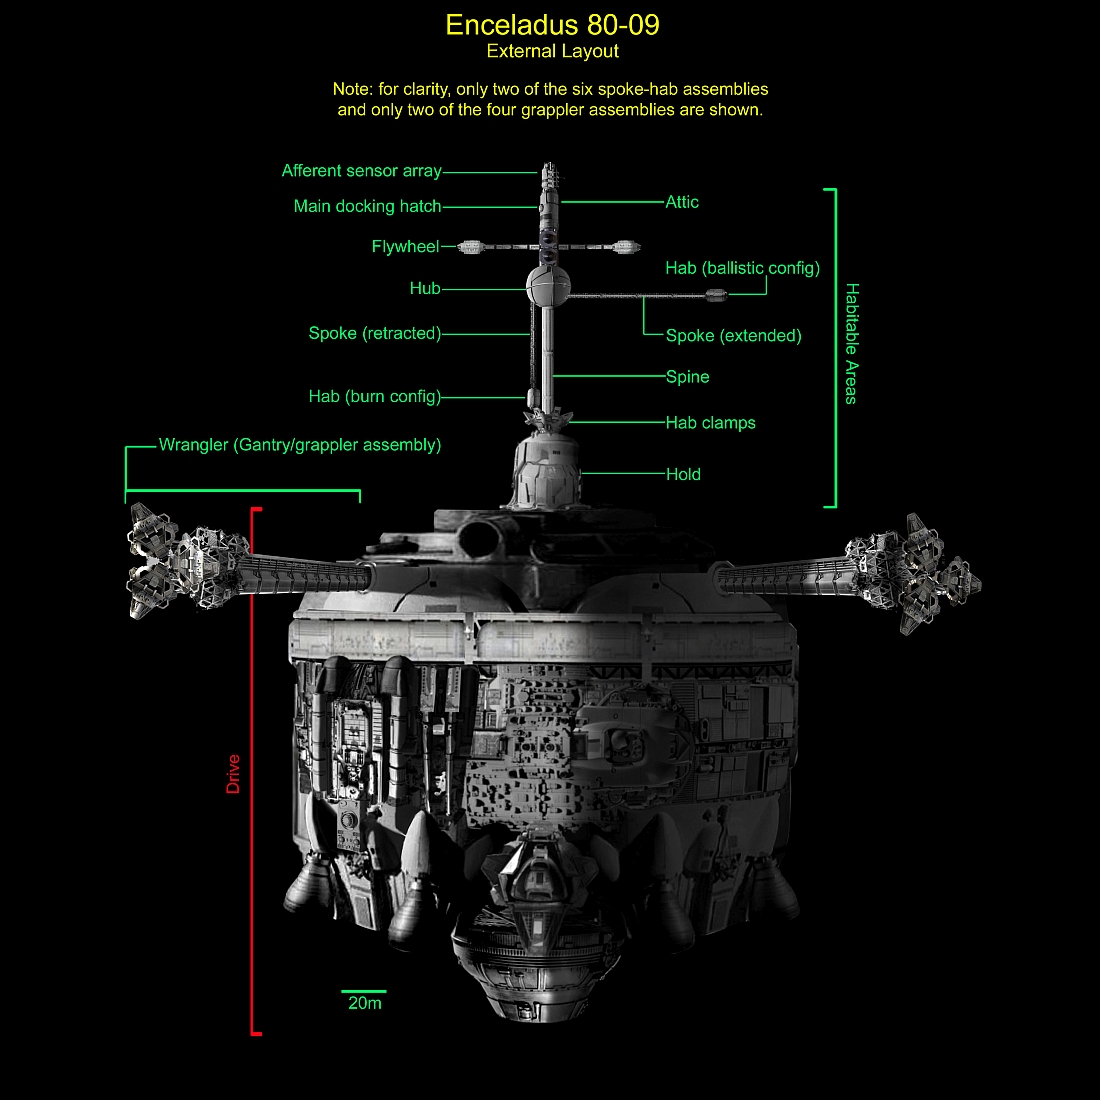 Enceladus 80-09
External Layout
Note: for clarity, only two of the six spoke-hab assemblies
and only two of the four grappler assemblies are shown.
Afferent sensor array
Attic
Main docking hatch
Flywheel
Hab (ballistic config)
Hub
Habitable Areas
Spoke (retracted)
Spoke (extended)
Spine
Hab (burn config)
Hab clamps
Wrangler (Gantry/grappler assembly)
Hold
Drive
20m